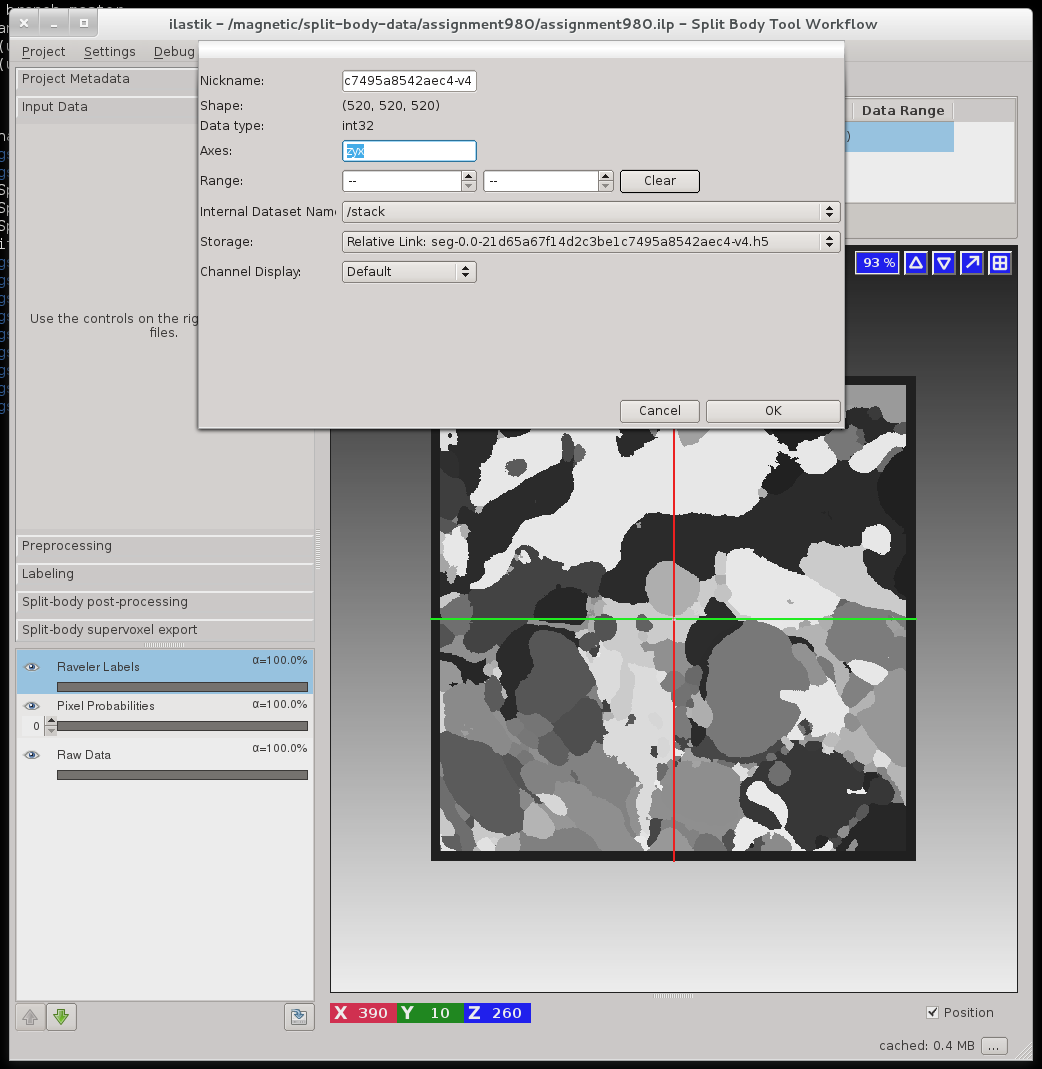 ilastik – /magnetic/split-body-data/assignment980/assignment980.ilp – Split Body Tool Workflow
Project Settings Debug
Project Metadata
Input Data
Use the controls on the rig
files.
Nickname: c7495a8542aec4-v4
Shape: (520, 520, 520)
Data type: int32
Axes: zyx
Range: -- -- Clear
Internal Dataset Nam /stack
Storage: Relative Link: seg-0.0-21d65a67f14d2c3be1c7495a8542aec4-v4.h5
Channel Display: Default
Cancel OK
Data Range
)
93 %
Preprocessing
Labeling
Split-body post-processing
Split-body supervoxel export
Raveler Labels α=100.0%
Pixel Probabilities α=100.0%
0
Raw Data α=100.0%
X 390 Y 10 Z 260
Position
cached: 0.4 MB ...